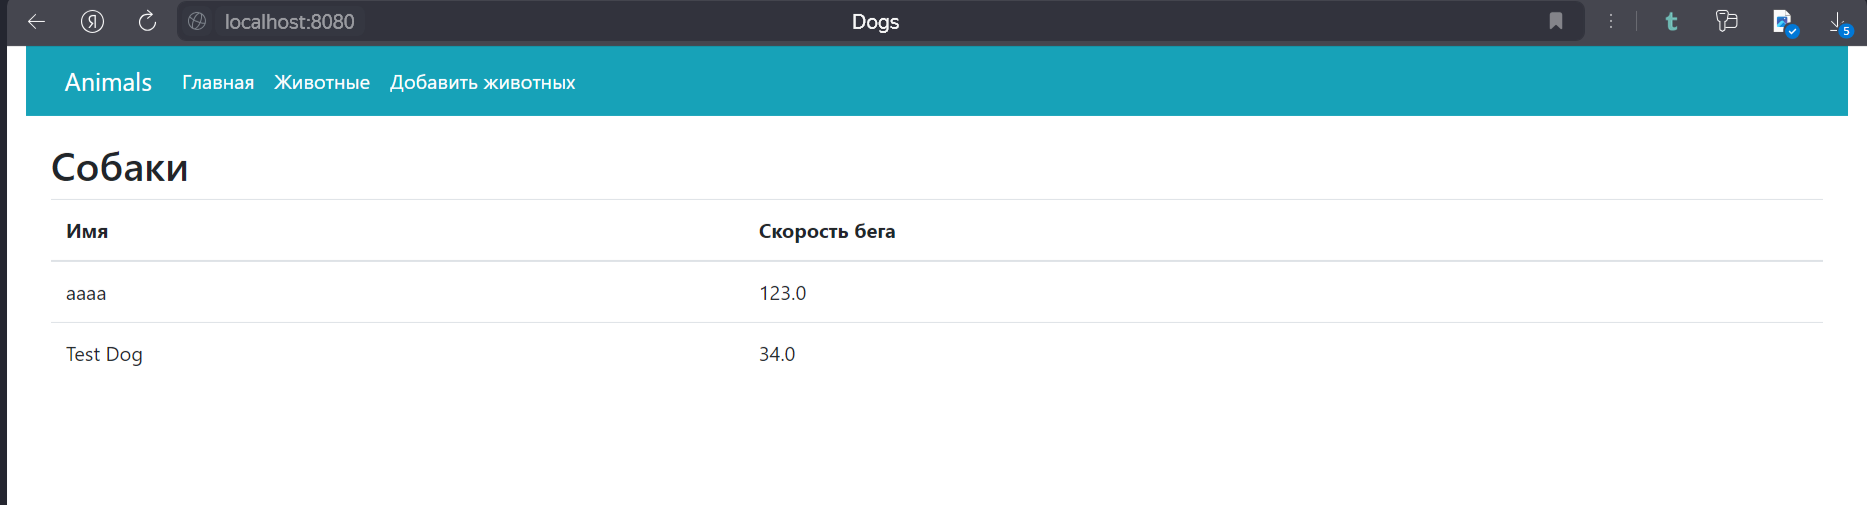 Я localhost:8080 Dogs t 5
Animals Главная Животные Добавить животных
Собаки
Имя Скорость бега
aaaa 123.0
Test Dog 34.0